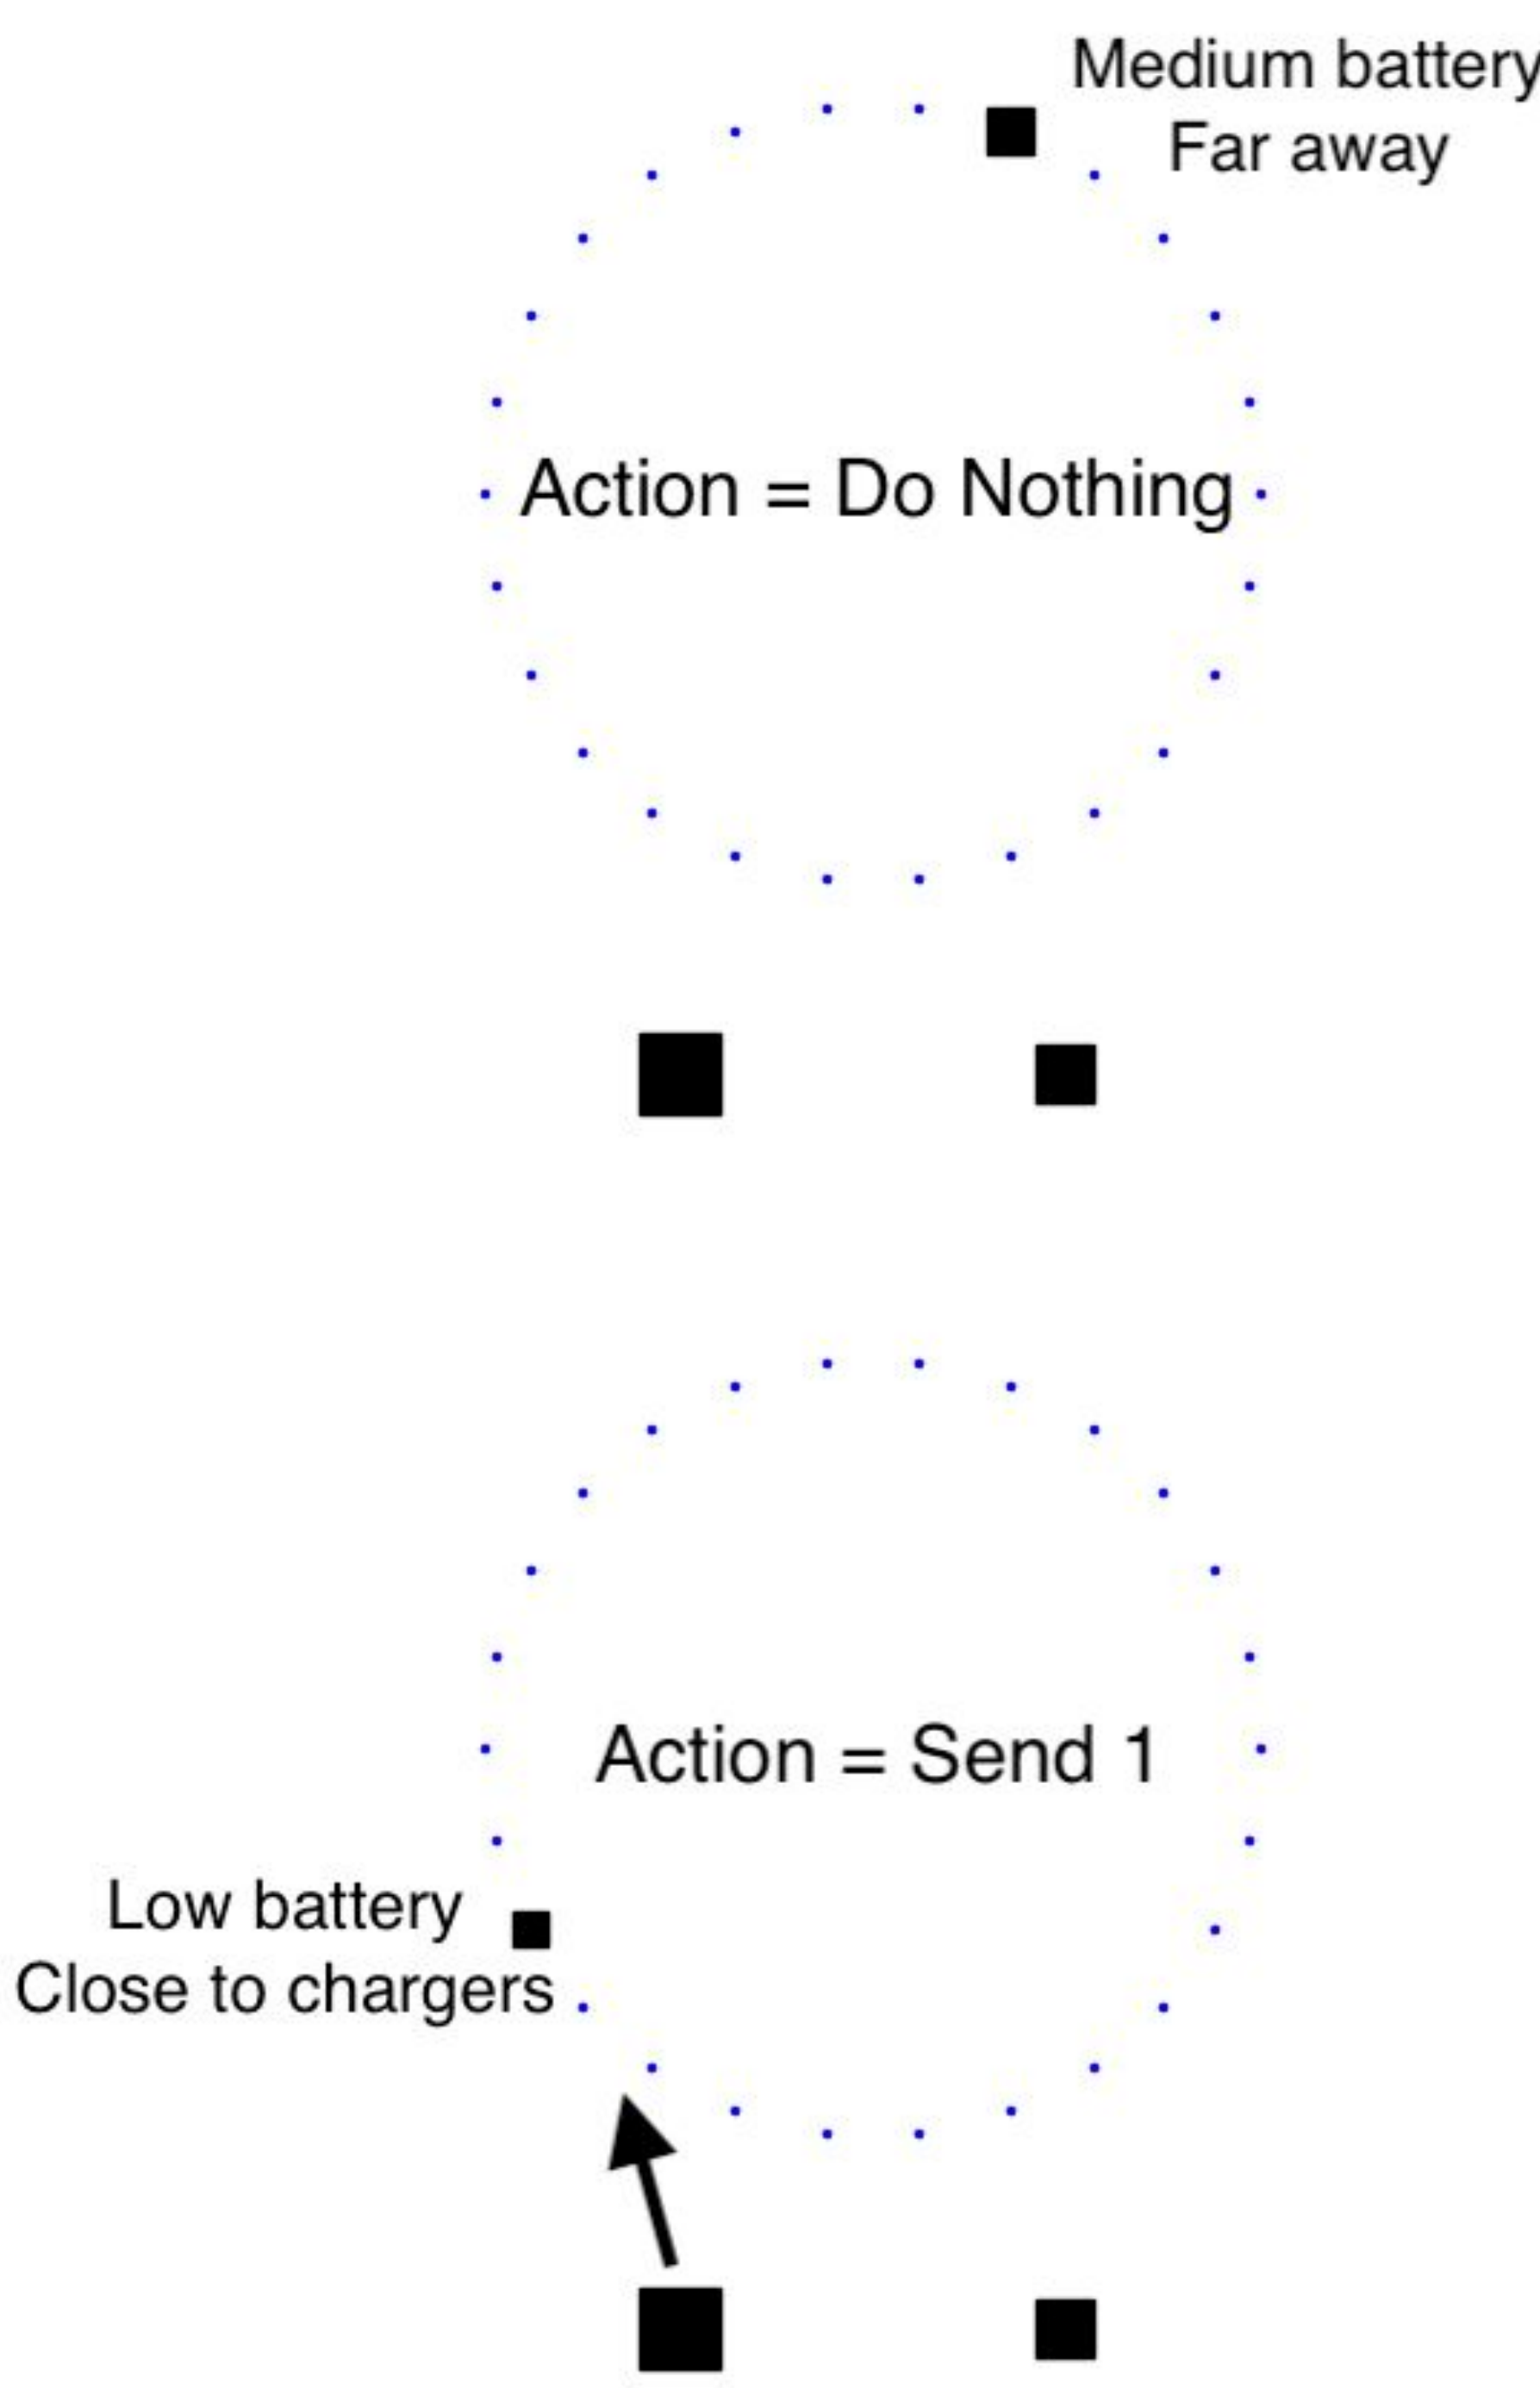 Medium battery
Far away
Action = Do Nothing
Action = Send 1
Low battery
Close to chargers